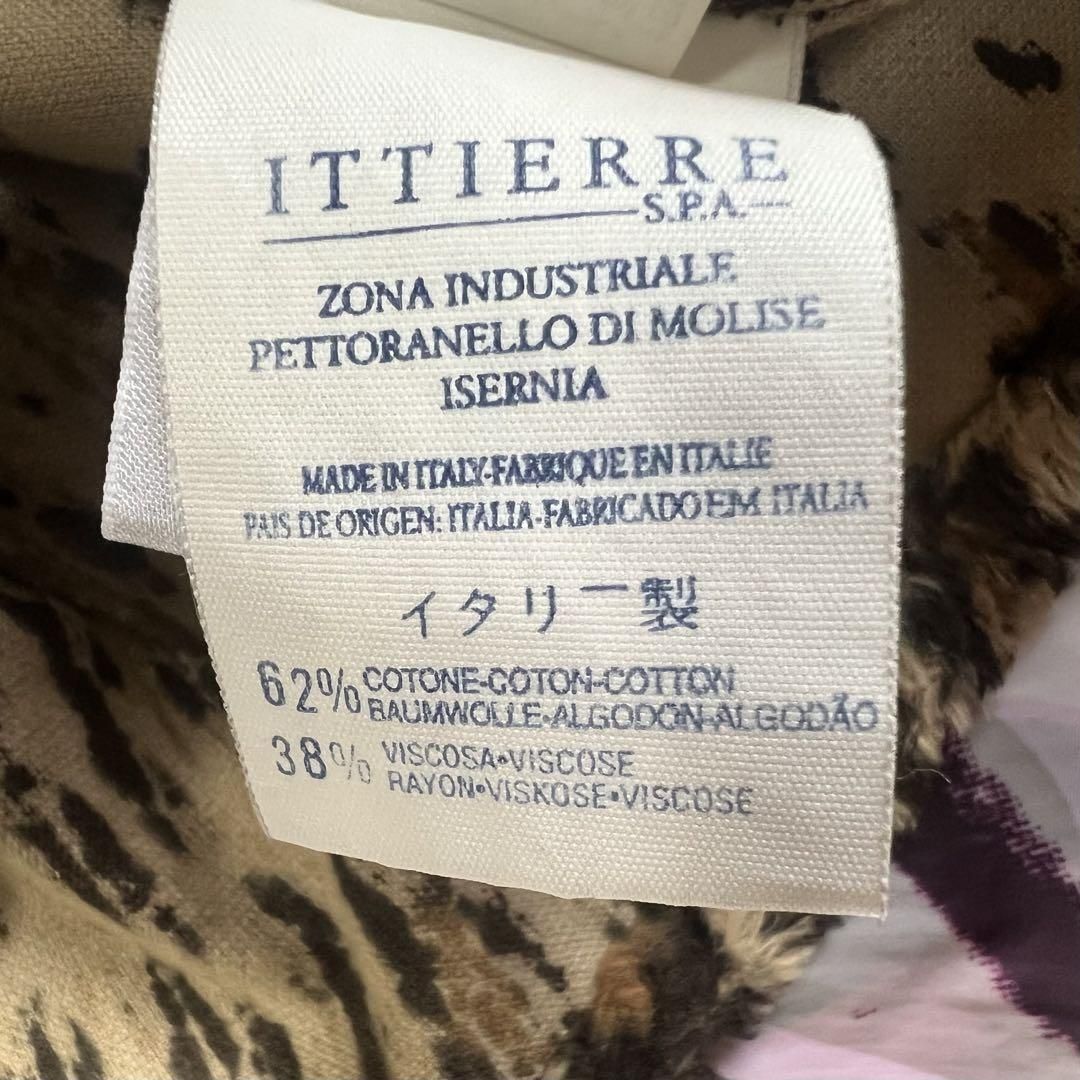 ITTIERRE
S.P.A.
ZONA INDUSTRIALE
PETTORANELLO DI MOLISE
ISERNIA
MADE IN ITALY-FABRIQUE EN ITALIE
PAIS DE ORIGEN: ITALIA-FABRICADO EM ITALIA
イタリー製
62% COTONE-COTON-COTTON
BAUMWOLLE-ALGODON-ALGODÃO
38% VISCOSA•VISCOSE
RAYON•VISKOSE•VISCOSE